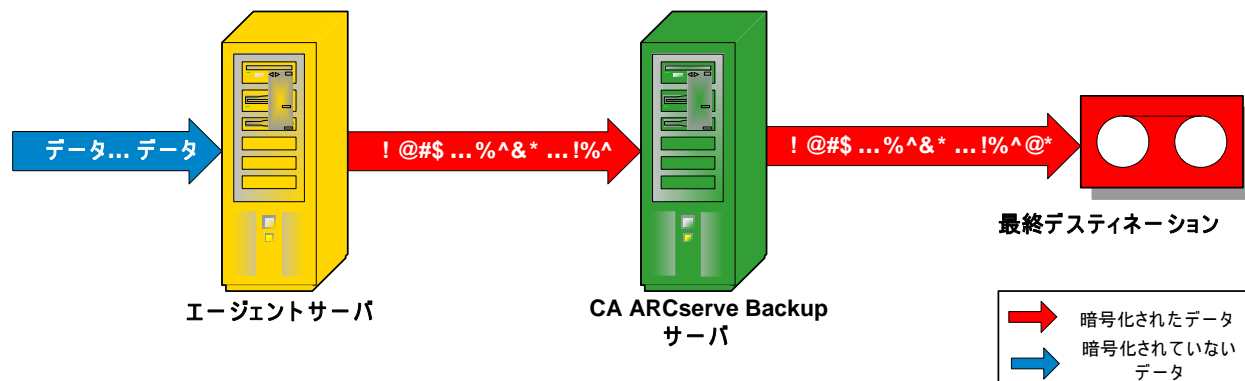 データ... データ
! @#$ ...%^&* ...!%^
! @#$ ...%^&* ...!%^@*
最終デスティネーション
エージェントサーバ
CA ARCserve Backup
サーバ
暗号化されたデータ
暗号化されていない
データ